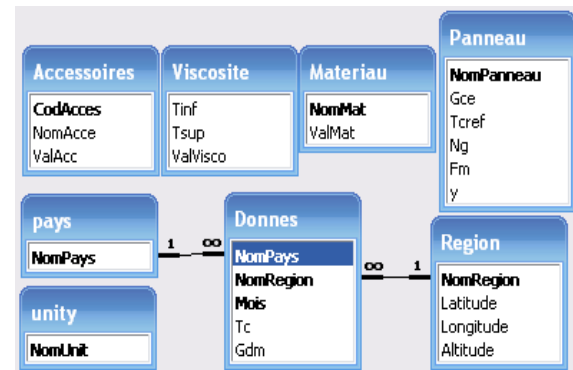 Accessoires
CodAcces
NomAcce
ValAcc
Viscosite
Tinf
Tsup
ValVisco
Materiau
NomMat
ValMat
Panneau
NomPanneau
Gce
Tcref
Ng
Fm
y
pays
NomPays
1 ∞
Donnes
NomPays
NomRegion
Mois
Tc
Gdm
∞ 1
Region
NomRegion
Latitude
Longitude
Altitude
unity
NomUnit